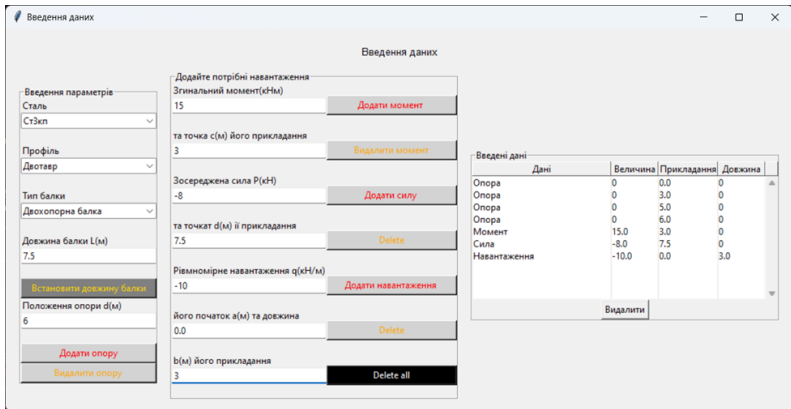 Введення даних
Введення даних
Введення параметрів
Сталь
Ст3кп
Профіль
Двотавр
Тип балки
Двохопорна балка
Довжина балки L(м)
7.5
Встановити довжину балки
Положення опори d(м)
6
Додати опору
Видалити опору
Додайте потрібні навантаження
Згинальний момент(кНм)
15 Додати момент
та точка c(м) його прикладання
3 Видалити момент
Зосереджена сила P(кН)
-8 Додати силу
та точкат d(м) її прикладання
7.5 Delete
Рівмномірне навантаження q(кН/м)
-10 Додати навантаження
його початок a(м) та довжина
0.0 Delete
b(м) його прикладання
3 Delete all
Введені дані
Дані Величина Прикладання Довжина
Опора 0 0.0 0
Опора 0 3.0 0
Опора 0 5.0 0
Опора 0 6.0 0
Момент 15.0 3.0 0
Сила -8.0 7.5 0
Навантаження -10.0 0.0 3.0
Видалити